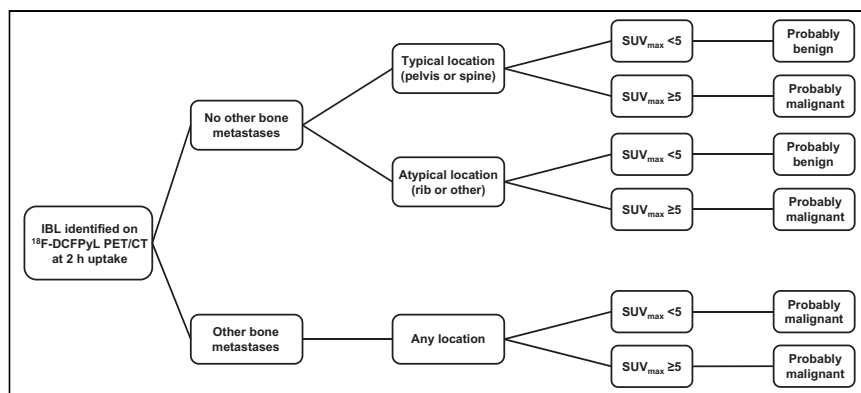 IBL identified on
¹⁸F-DCFPyL PET/CT
at 2 h uptake
No other bone
metastases
Typical location
(pelvis or spine)
SUVmax <5
Probably
benign
SUVmax ≥5
Probably
malignant
Atypical location
(rib or other)
SUVmax <5
Probably
benign
SUVmax ≥5
Probably
malignant
Other bone
metastases
Any location
SUVmax <5
Probably
malignant
SUVmax ≥5
Probably
malignant